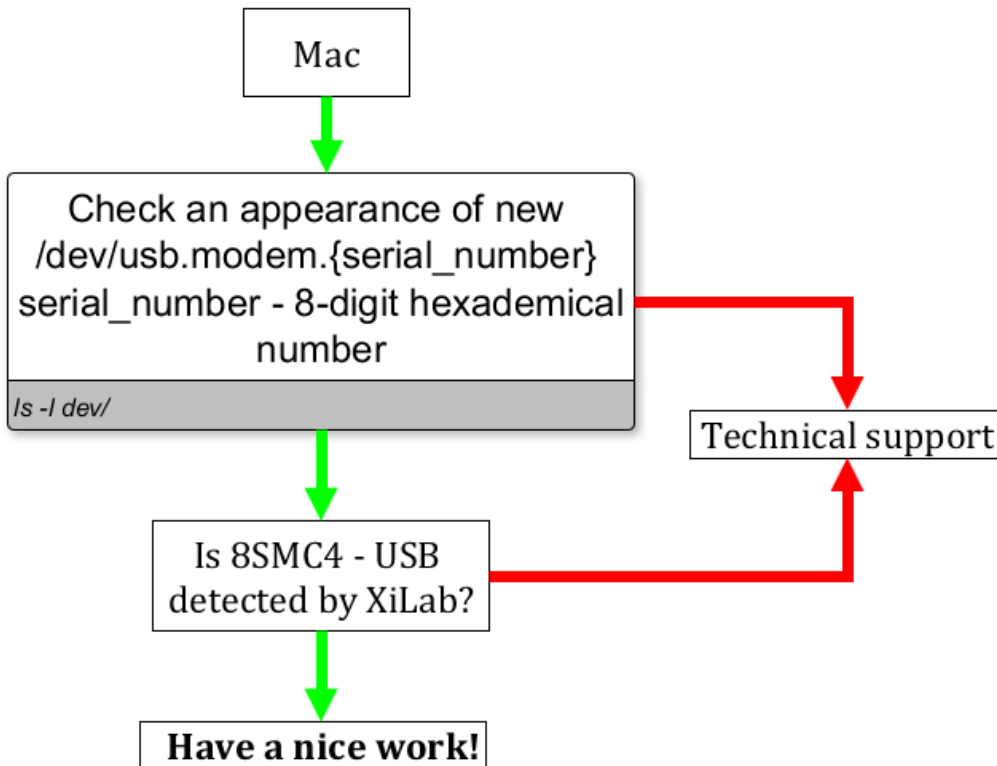 Mac
Check an appearance of new
/dev/usb.modem.{serial_number}
serial_number - 8-digit hexademical
number
ls -l dev/
Technical support
Is 8SMC4 - USB
detected by XiLab?
Have a nice work!